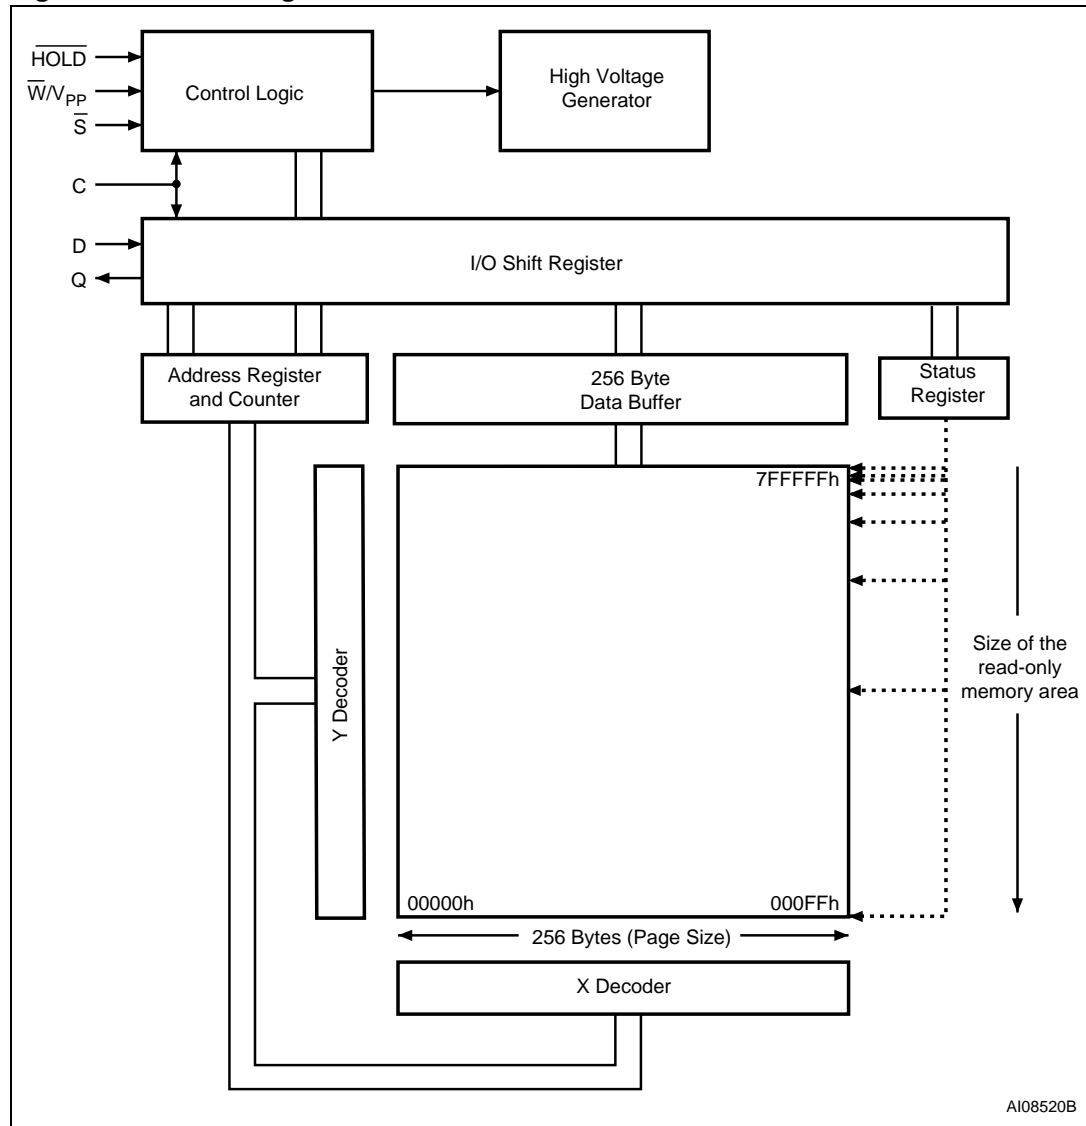 H̅O̅L̅D̅
W̅/VPP
S̅
Control Logic
High Voltage
Generator
C
D
Q
I/O Shift Register
Address Register
and Counter
256 Byte
Data Buffer
Status
Register
7FFFFFh
Y Decoder
Size of the
read-only
memory area
00000h
000FFh
256 Bytes (Page Size)
X Decoder
AI08520B